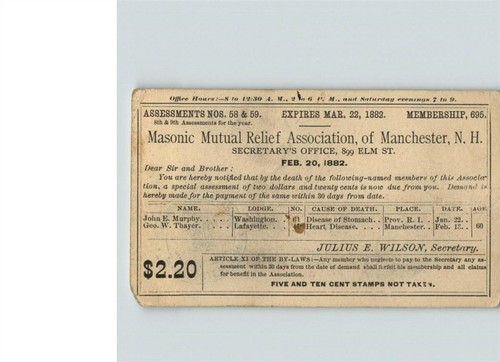 Office Hours:—8 to 12:30 A. M., 2 to 6 P. M., and Saturday evenings 7 to 9.
ASSESSMENTS NOS. 58 & 59. EXPIRES MAR. 22, 1882. MEMBERSHIP, 695.
8th & 9th Assessments for the year.
Masonic Mutual Relief Association, of Manchester, N. H.
SECRETARY'S OFFICE, 899 ELM ST.
FEB. 20, 1882.
Dear Sir and Brother:
You are hereby notified that by the death of the following-named members of this Association, a special assessment of two dollars and twenty cents is now due from you. Demand is
hereby made for the payment of the same within 30 days from date.
NAME. LODGE. NO. CAUSE OF DEATH. PLACE. DATE. AGE.
John E. Murphy. Washington. 61 Disease of Stomach. Prov. R. I. Jan. 22.
Geo. W. Thayer. Lafayette. 41 Heart Disease. Manchester. Feb. 13. 60
JULIUS E. WILSON, Secretary.
$2.20
ARTICLE XI OF THE BY-LAWS:—Any member who neglects to pay to the Secretary any assessment within 30 days from the date of demand shall forfeit his membership and all claims
for benefit in the Association.
FIVE AND TEN CENT STAMPS NOT TAKEN.